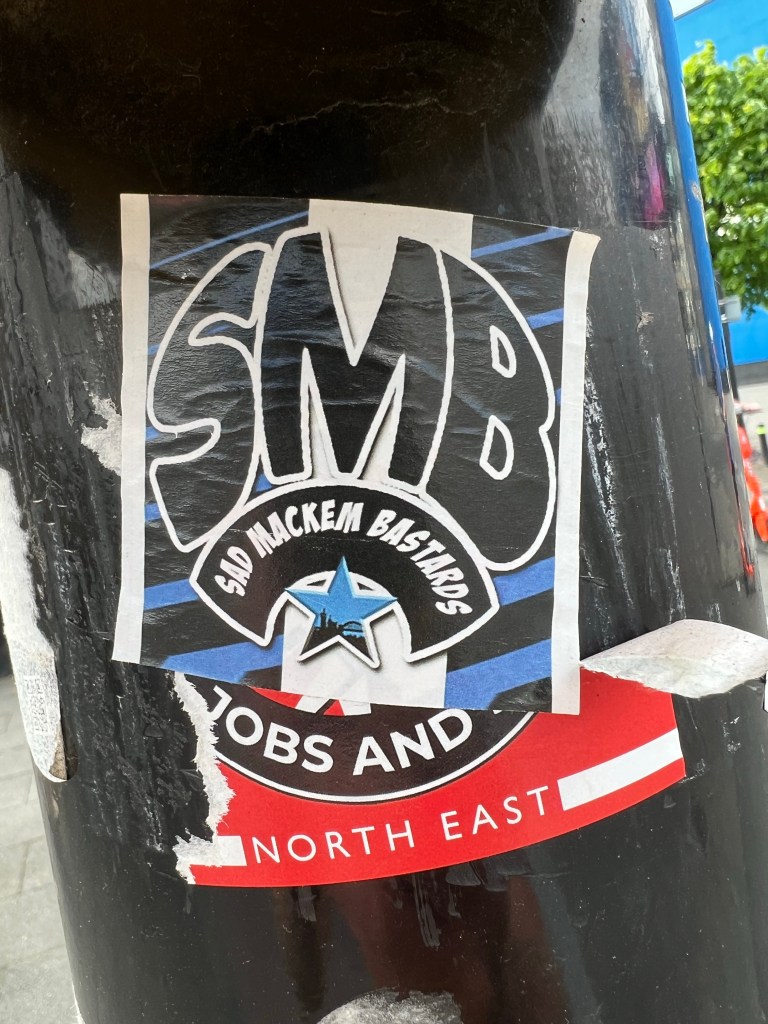 SMB
SAD MACKEM BASTARDS
JOBS AND
NORTH EAST